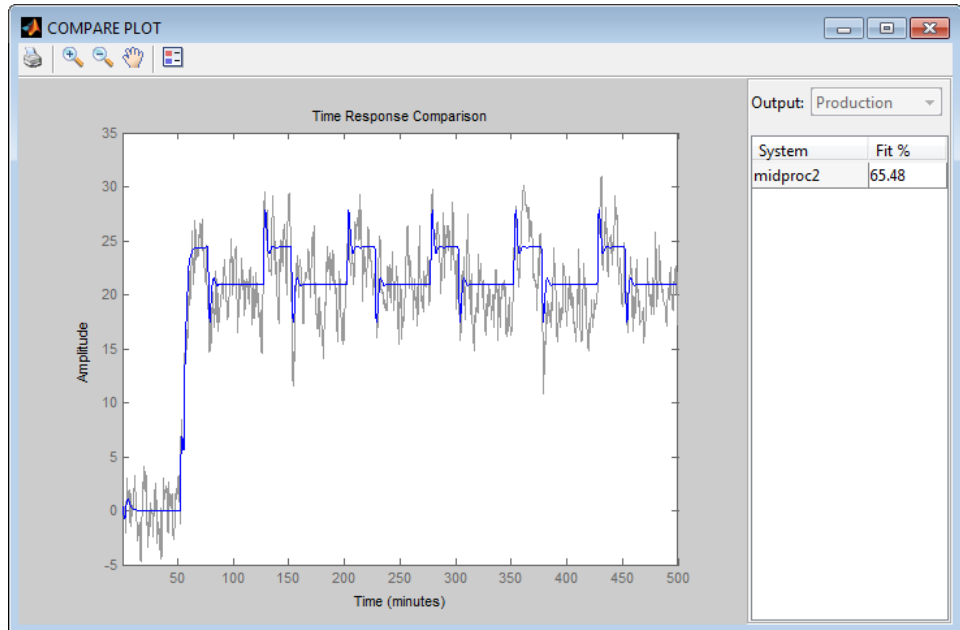 COMPARE PLOT
Time Response Comparison
35
30
25
20
15
10
5
0
-5
Amplitude
50 100 150 200 250 300 350 400 450 500
Time (minutes)
Output: Production
System Fit %
midproc2 65.48